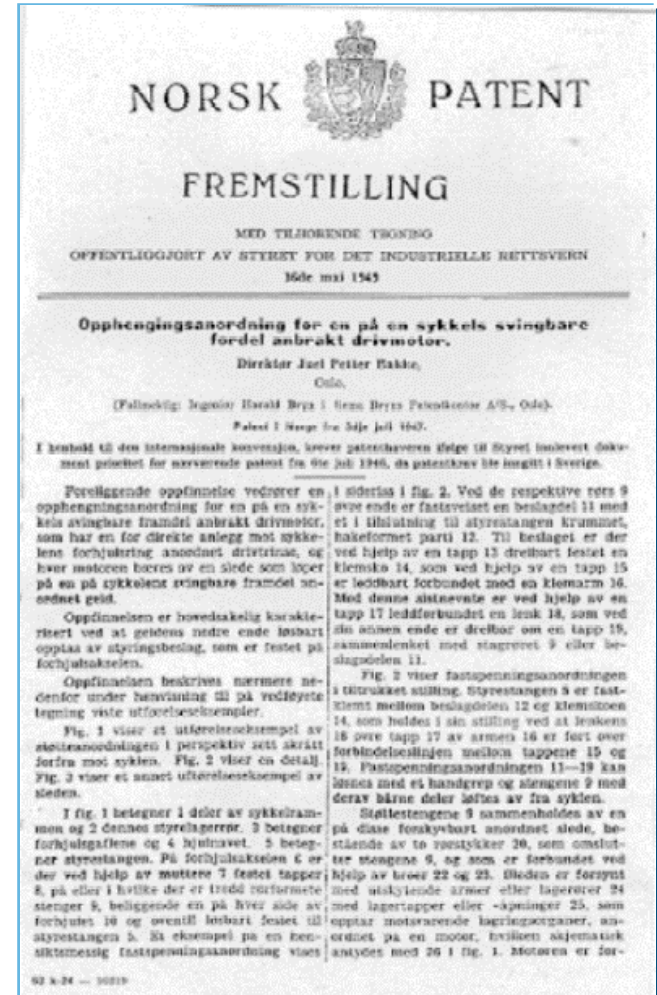 NORSK PATENT
FREMSTILLING
MED TILHØRENDE TEGNING
OFFENTLIGGJORT AV STYRET FOR DET INDUSTRIELLE RETTSVERN
16de mai 1949
Opphengingsanordning for en på en sykkels svingbare
fordel anbrakt drivmotor.
Direktør Juel Petter Bakke,
Oslo.
(Fullmektig: Ingeniør Harald Bryn i firma Bryns Patentkontor A/S., Oslo).
Patent i Norge fra 3dje juli 1947.
I henhold til den internasjonale konvensjon, krever patenthaveren ifølge til Styret innlevert doku-
ment prioritet for nærværende patent fra 6te juli 1946, da patentkrav ble inngitt i Sverige.
Foreliggende oppfinnelse vedrører en
opphengningsanordning for en på en syk-
kels svingbare framdel anbrakt drivmotor,
som har en for direkte anlegg mot sykke-
lens forhjulsring anordnet drivtrinse, og
hvor motoren bæres av en slede som løper
på en på sykkelens svingbare framdel an-
ordnet geid.
Oppfinnelsen er hovedsakelig karakte-
risert ved at geidens nedre ende løsbart
opptas av styringsbeslag, som er festet på
forhjulsakselen.
Oppfinnelsen beskrives nærmere ne-
denfor under henvisning til på vedføyete
tegning viste utførelseseksempler.
Fig. 1 viser et utførelseseksempel av
støtteanordningen i perspektiv sett skrått
forfra mot syklen. Fig. 2 viser en detalj.
Fig. 3 viser et annet utførelseseksempel av
sleden.
I fig. 1 betegner 1 deler av sykkelram-
men og 2 dennes styrelagerrør. 3 betegner
forhjulsgaflene og 4 hjulnavet. 5 beteg-
ner styrestangen. På forhjulsakselen 6 er
der ved hjelp av muttere 7 festet tapper
8, på eller i hvilke der er tredd rørformete
stenger 9, beliggende en på hver side av
forhjulet 10 og oventil løsbart festet til
styrestangen 5. Et eksempel på en hen-
siktsmessig fastspenningsanordning vises
i sideriss i fig. 2. Ved de respektive rørs 9
øvre ende er fastsveiset en beslagdel 11 med
et i tilslutning til styrestangen krummet,
hakeformet parti 12. Til beslaget er der
ved hjelp av en tapp 13 dreibart festet en
klemsko 14, som ved hjelp av en tapp 15
er leddbart forbundet med en klemarm 16.
Med denne sistnevnte er ved hjelp av en
tapp 17 leddforbundet en lenk 18, som ved
sin annen ende er dreibar om en tapp 19,
sammenlenket med stagrøret 9 eller be-
slagsdelen 11.
Fig. 2 viser fastspenningsanordningen
i tiltrukket stilling. Styrestangen 5 er fast-
klemt mellom beslagdelen 12 og klemskoen
14, som holdes i sin stilling ved at lenkens
18 øvre tapp 17 av armen 16 er ført over
forbindelseslinjen mellom tappene 15 og
19. Fastspenningsanordningen 11—19 kan
løsnes med et handgrep og stengene 9 med
derav bårne deler løftes av fra syklen.
Støttestengene 9 sammenholdes av en
på disse forskyvbart anordnet slede, be-
stående av to rørstykker 20, som omslut-
ter stengene 9, og som er forbundet ved
hjelp av broer 22 og 23. Sleden er forsynt
med utskytende armer eller lagerører 24
med lagertapper eller -åpninger 25, som
opptar motsvarende lagringsorganer, an-
ordnet på en motor, hvilken skjematisk
antydes med 26 i fig. 1. Motoren er for-